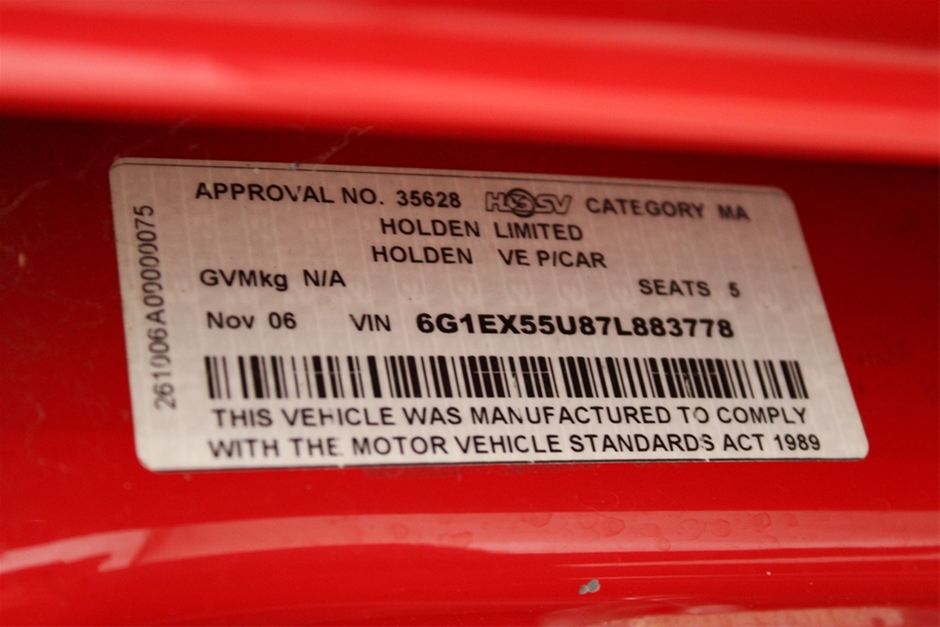 APPROVAL NO. 35628 HSV CATEGORY MA
HOLDEN LIMITED
HOLDEN VE P/CAR
GVMkg N/A SEATS 5
Nov 06 VIN 6G1EX55U87L883778
THIS VEHICLE WAS MANUFACTURED TO COMPLY
WITH THE MOTOR VEHICLE STANDARDS ACT 1989
261006A00000075